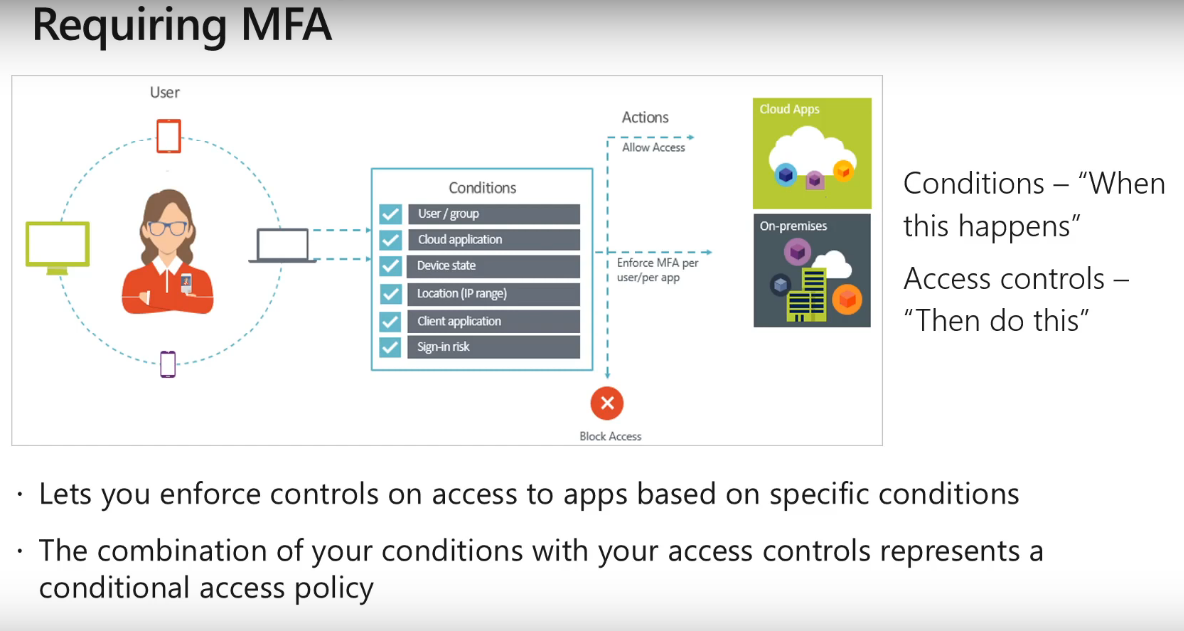 Requiring MFA
User
Conditions
User / group
Cloud application
Device state
Location (IP range)
Client application
Sign-in risk
Actions
Allow Access
Enforce MFA per
user/per app
Block Access
Cloud Apps
On-premises
Conditions – “When
this happens”
Access controls –
“Then do this”
· Lets you enforce controls on access to apps based on specific conditions
· The combination of your conditions with your access controls represents a
conditional access policy